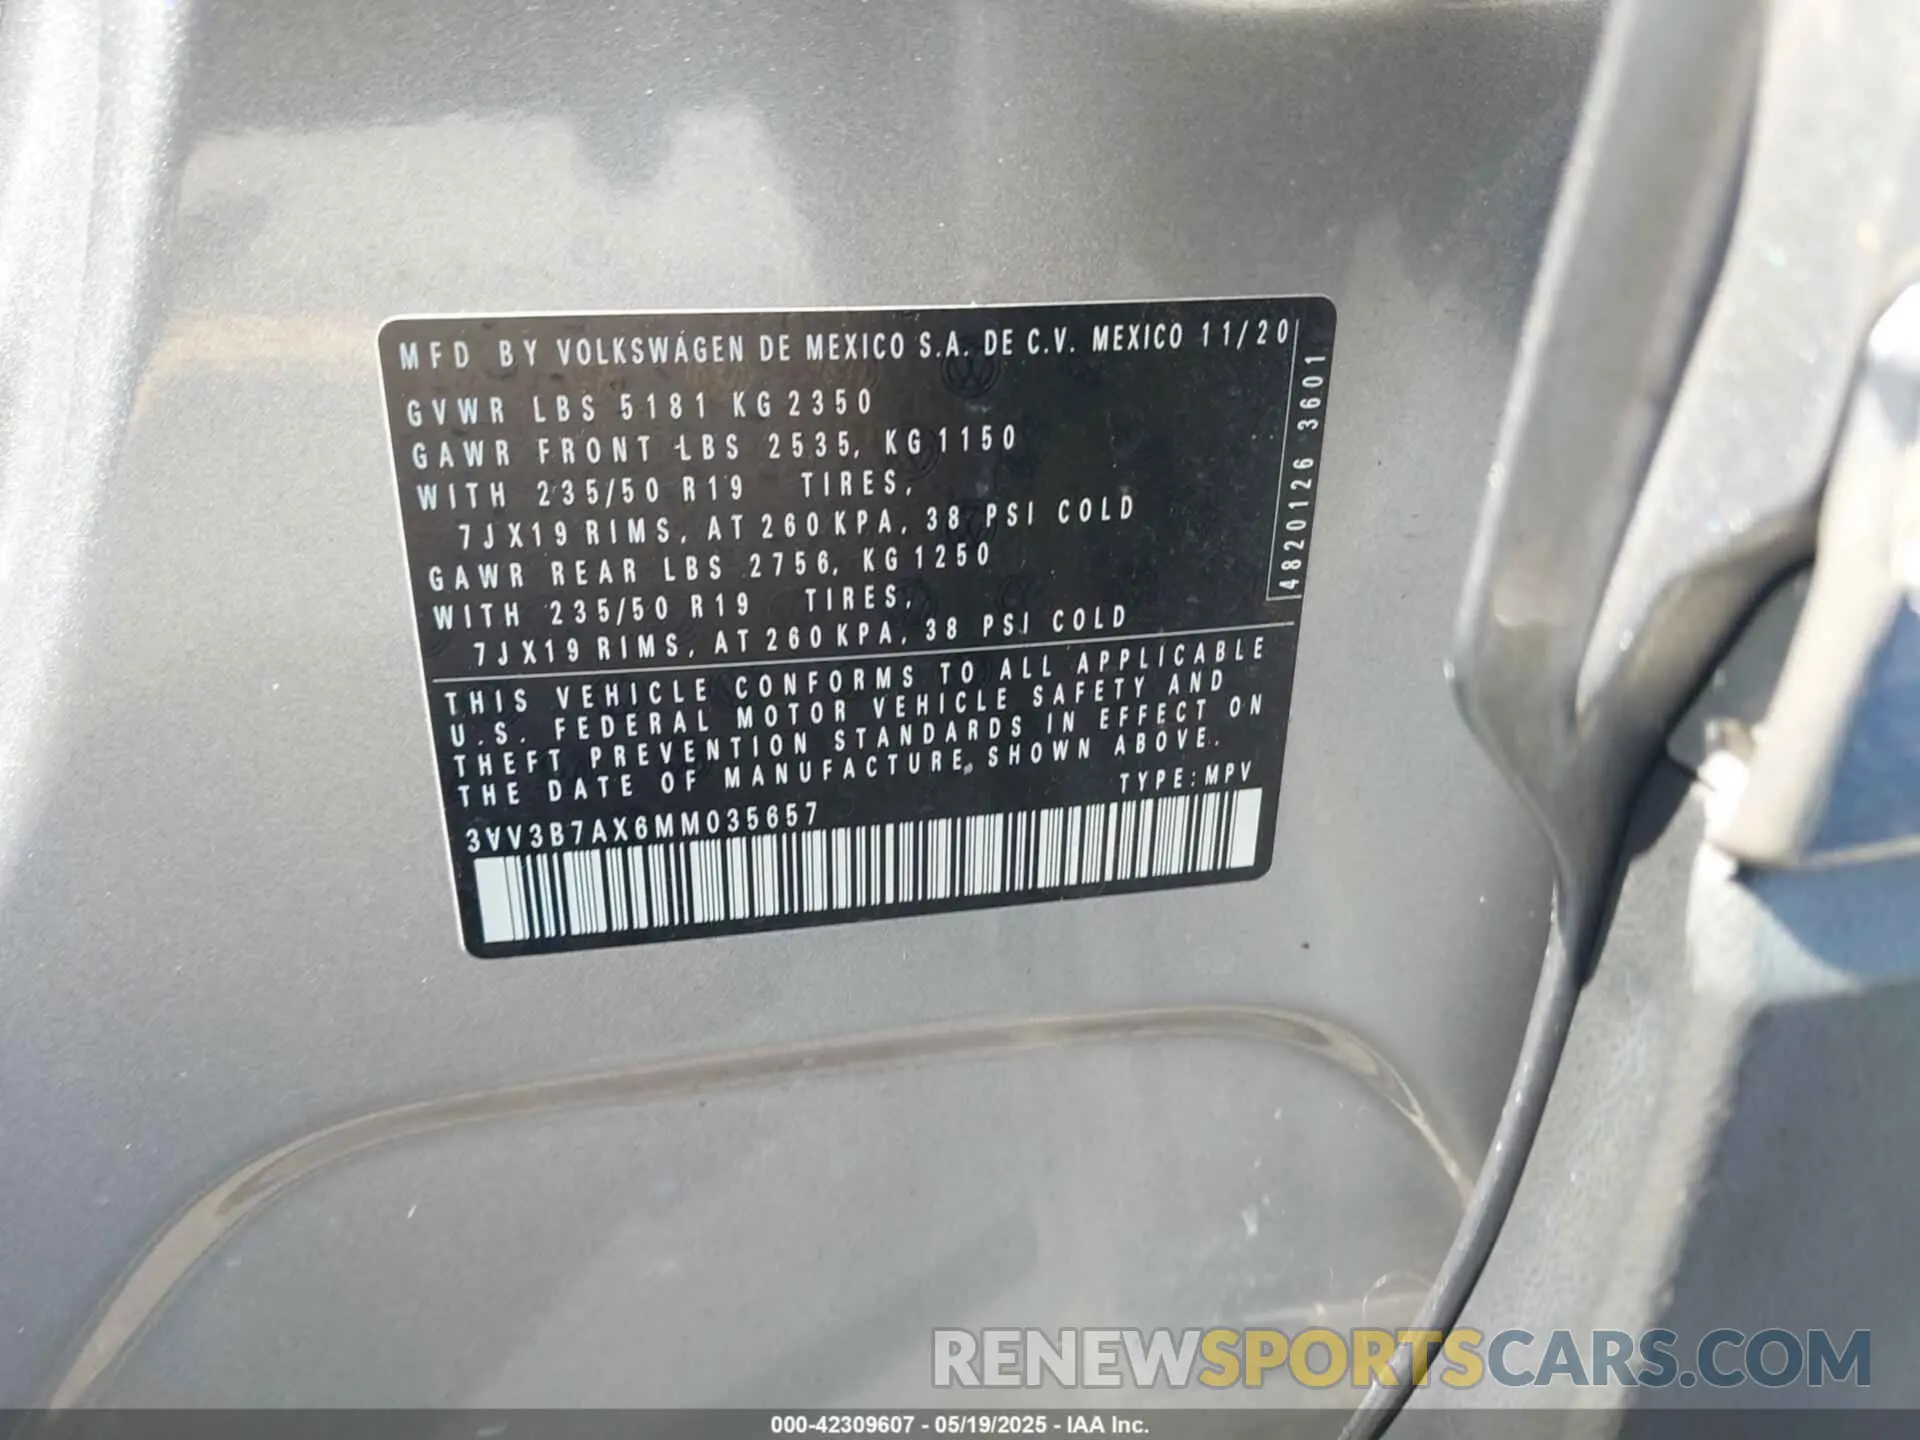 MFD BY VOLKSWAGEN DE MEXICO S.A. DE C.V. MEXICO 11/20
GVWR LBS 5181 KG 2350
GAWR FRONT LBS 2535, KG 1150
WITH 235/50 R19 TIRES,
7JX19 RIMS, AT 260 KPA, 38 PSI COLD
GAWR REAR LBS 2756, KG 1250
WITH 235/50 R19 TIRES,
7JX19 RIMS, AT 260 KPA, 38 PSI COLD
4820126 3601
THIS VEHICLE CONFORMS TO ALL APPLICABLE
U.S. FEDERAL MOTOR VEHICLE SAFETY AND
THEFT PREVENTION STANDARDS IN EFFECT ON
THE DATE OF MANUFACTURE, SHOWN ABOVE.
TYPE: MPV
3VV3B7AX6MM035657
RENEWSPORTSCARS.COM
000-42309607 - 05/19/2025 - IAA Inc.